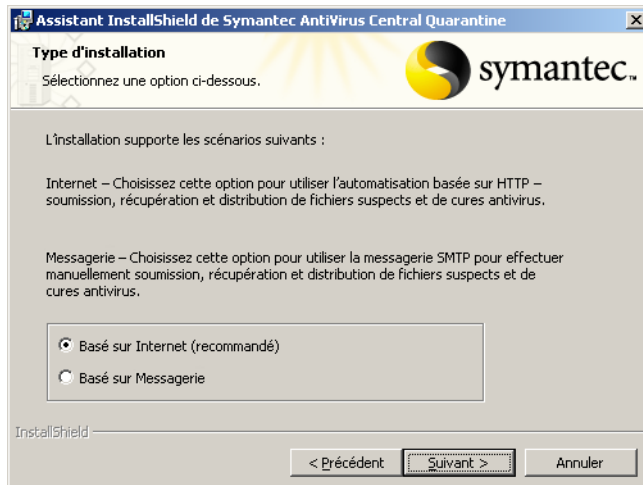 Assistant InstallShield de Symantec AntiVirus Central Quarantine
Type d'installation
Sélectionnez une option ci-dessous.
symantec™
L'installation supporte les scénarios suivants :
Internet – Choisissez cette option pour utiliser l'automatisation basée sur HTTP –
soumission, récupération et distribution de fichiers suspects et de cures antivirus.
Messagerie – Choisissez cette option pour utiliser la messagerie SMTP pour effectuer
manuellement soumission, récupération et distribution de fichiers suspects et de
cures antivirus.
Basé sur Internet (recommandé)
Basé sur Messagerie
InstallShield
< Précédent
Suivant >
Annuler